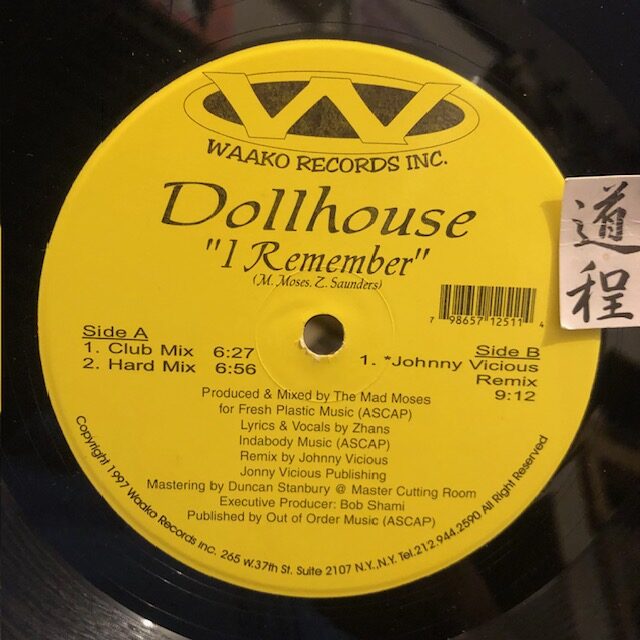 W
WAAKO RECORDS INC.
Dollhouse
"I Remember"
(M. Moses. Z. Saunders)
7 98657 12511 4
Side A
1. Club Mix 6:27
2. Hard Mix 6:56
Side B
1. *Johnny Vicious
Remix
9:12
Produced & Mixed by The Mad Moses
for Fresh Plastic Music (ASCAP)
Lyrics & Vocals by Zhans
Indabody Music (ASCAP)
Remix by Johnny Vicious
Jonny Vicious Publishing
Mastering by Duncan Stanbury @ Master Cutting Room
Executive Producer: Bob Shami
Published by Out of Order Music (ASCAP)
Copyright 1997 Waako Records Inc. 265 W.37th St. Suite 2107 N.Y., N.Y. Tel.212.944.2590. All Right Reserved
道程